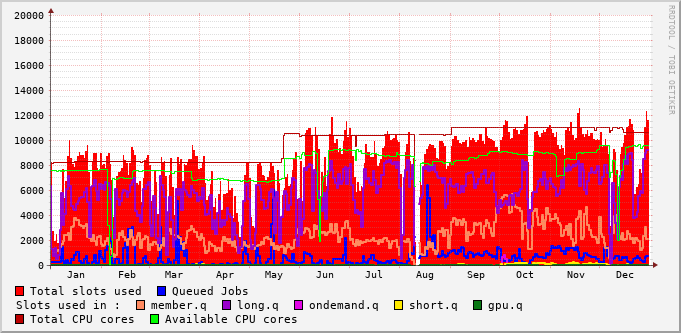 RRDTOOL / TOBI OETIKER
20000
18000
16000
14000
12000
10000
8000
6000
4000
2000
0
Jan Feb Mar Apr May Jun Jul Aug Sep Oct Nov Dec
Total slots used Queued Jobs
Slots used in : member.q long.q ondemand.q short.q gpu.q
Total CPU cores Available CPU cores